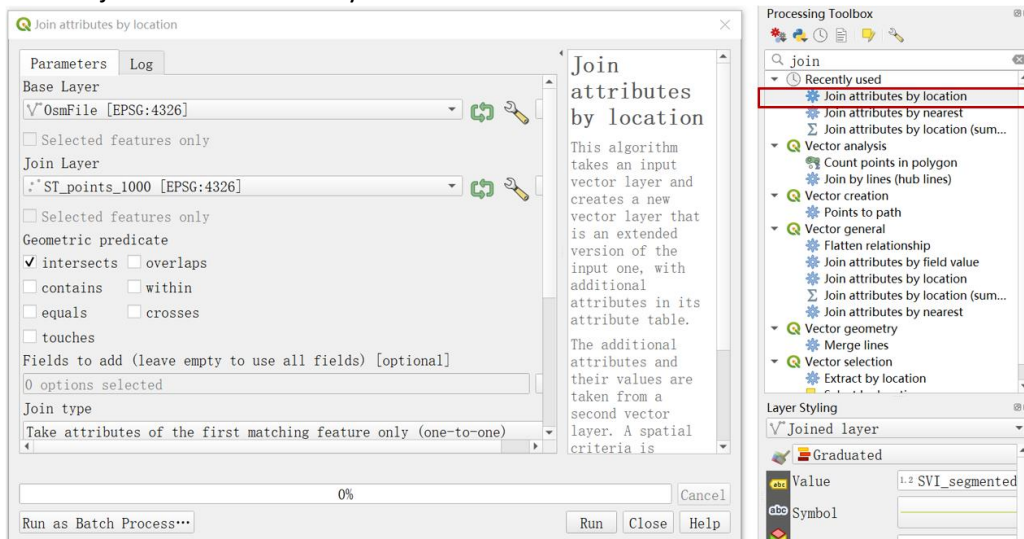 Join attributes by location
Parameters
Log
Base Layer
OsmFile [EPSG:4326]
Selected features only
Join Layer
ST_points_1000 [EPSG:4326]
Selected features only
Geometric predicate
intersects overlaps
contains within
equals crosses
touches
Fields to add (leave empty to use all fields) [optional]
0 options selected
Join type
Take attributes of the first matching feature only (one-to-one)
Join
attributes
by location
This algorithm
takes an input
vector layer and
creates a new
vector layer that
is an extended
version of the
input one, with
additional
attributes in its
attribute table.
The additional
attributes and
their values are
taken from a
second vector
layer. A spatial
criteria is
0%
Cancel
Run as Batch Process…
Run
Close
Help
Processing Toolbox
join
Recently used
Join attributes by location
Join attributes by nearest
Join attributes by location (sum...
Vector analysis
Count points in polygon
Join by lines (hub lines)
Vector creation
Points to path
Vector general
Flatten relationship
Join attributes by field value
Join attributes by location
Join attributes by location (sum...
Join attributes by nearest
Vector geometry
Merge lines
Vector selection
Extract by location
Layer Styling
Joined layer
Graduated
Value
1.2 SVI_segmented
Symbol
abc
abc